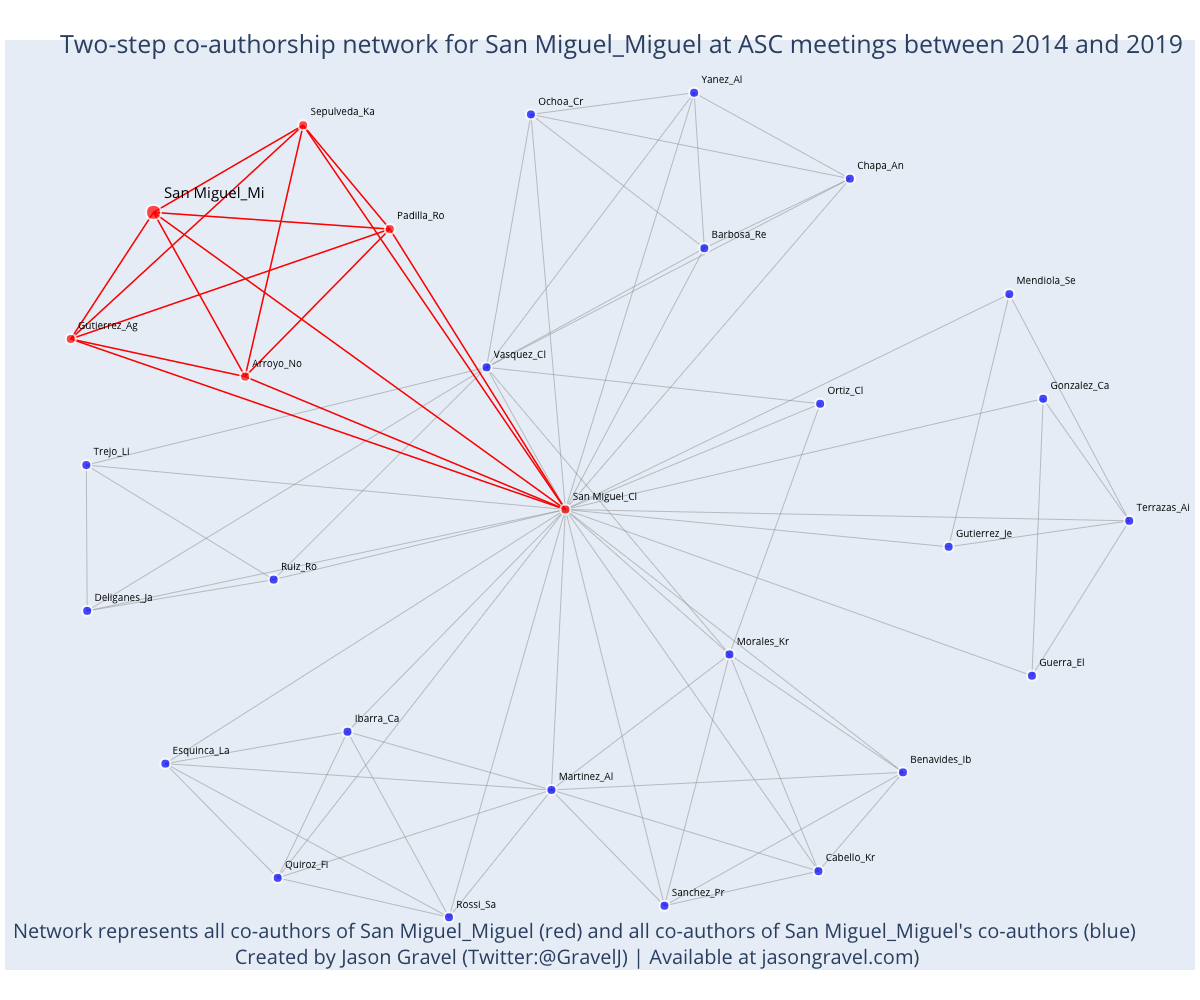 Two-step co-authorship network for San Miguel_Miguel at ASC meetings between 2014 and 2019
Yanez_Al
Ochoa_Cr
Sepulveda_Ka
Chapa_An
San Miguel_Mi
Padilla_Ro
Barbosa_Re
Mendiola_Se
Gutierrez_Ag
Vasquez_Cl
Arroyo_No
Gonzalez_Ca
Ortiz_Cl
Trejo_Li
San Miguel_Cl
Terrazas_Al
Gutierrez_Je
Ruiz_Ro
Deliganes_Ja
Morales_Kr
Guerra_El
Ibarra_Ca
Esquinca_La
Benavides_Ib
Martinez_Al
Cabello_Kr
Quiroz_Fi
Sanchez_Pr
Rossi_Sa
Network represents all co-authors of San Miguel_Miguel (red) and all co-authors of San Miguel_Miguel's co-authors (blue)
Created by Jason Gravel (Twitter:@GravelJ) | Available at jasongravel.com)